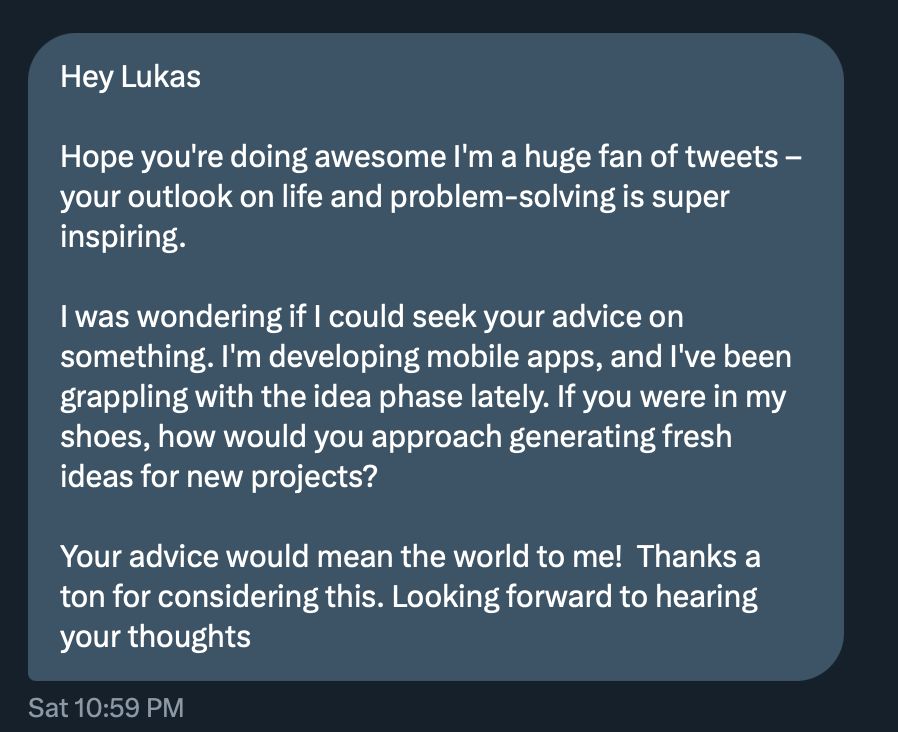 Hey Lukas
Hope you're doing awesome I'm a huge fan of tweets –
your outlook on life and problem-solving is super
inspiring.
I was wondering if I could seek your advice on
something. I'm developing mobile apps, and I've been
grappling with the idea phase lately. If you were in my
shoes, how would you approach generating fresh
ideas for new projects?
Your advice would mean the world to me!  Thanks a
ton for considering this. Looking forward to hearing
your thoughts
Sat 10:59 PM